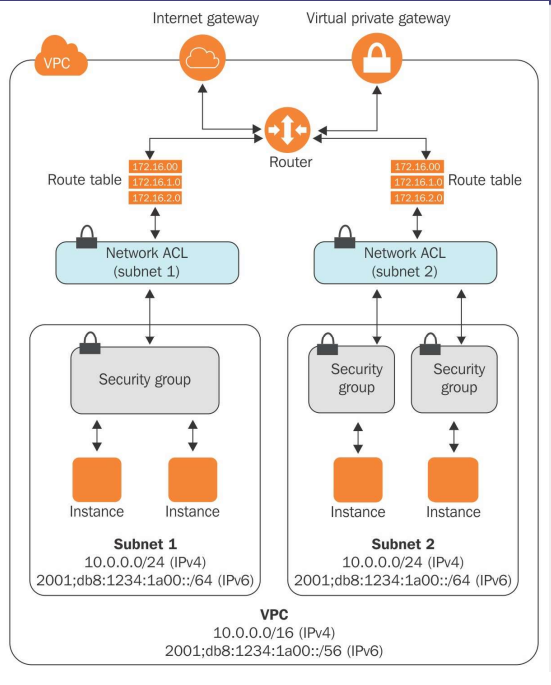 Internet gateway
Virtual private gateway
VPC
Router
Route table
172.16.00
172.16.1.0
172.16.2.0
172.16.00
172.16.1.0
172.16.2.0
Route table
Network ACL
(subnet 1)
Network ACL
(subnet 2)
Security group
Security
group
Security
group
Instance
Instance
Instance
Instance
Subnet 1
10.0.0.0/24 (IPv4)
2001;db8:1234:1a00::/64 (IPv6)
Subnet 2
10.0.0.0/24 (IPv4)
2001;db8:1234:1a00::/64 (IPv6)
VPC
10.0.0.0/16 (IPv4)
2001;db8:1234:1a00::/56 (IPv6)